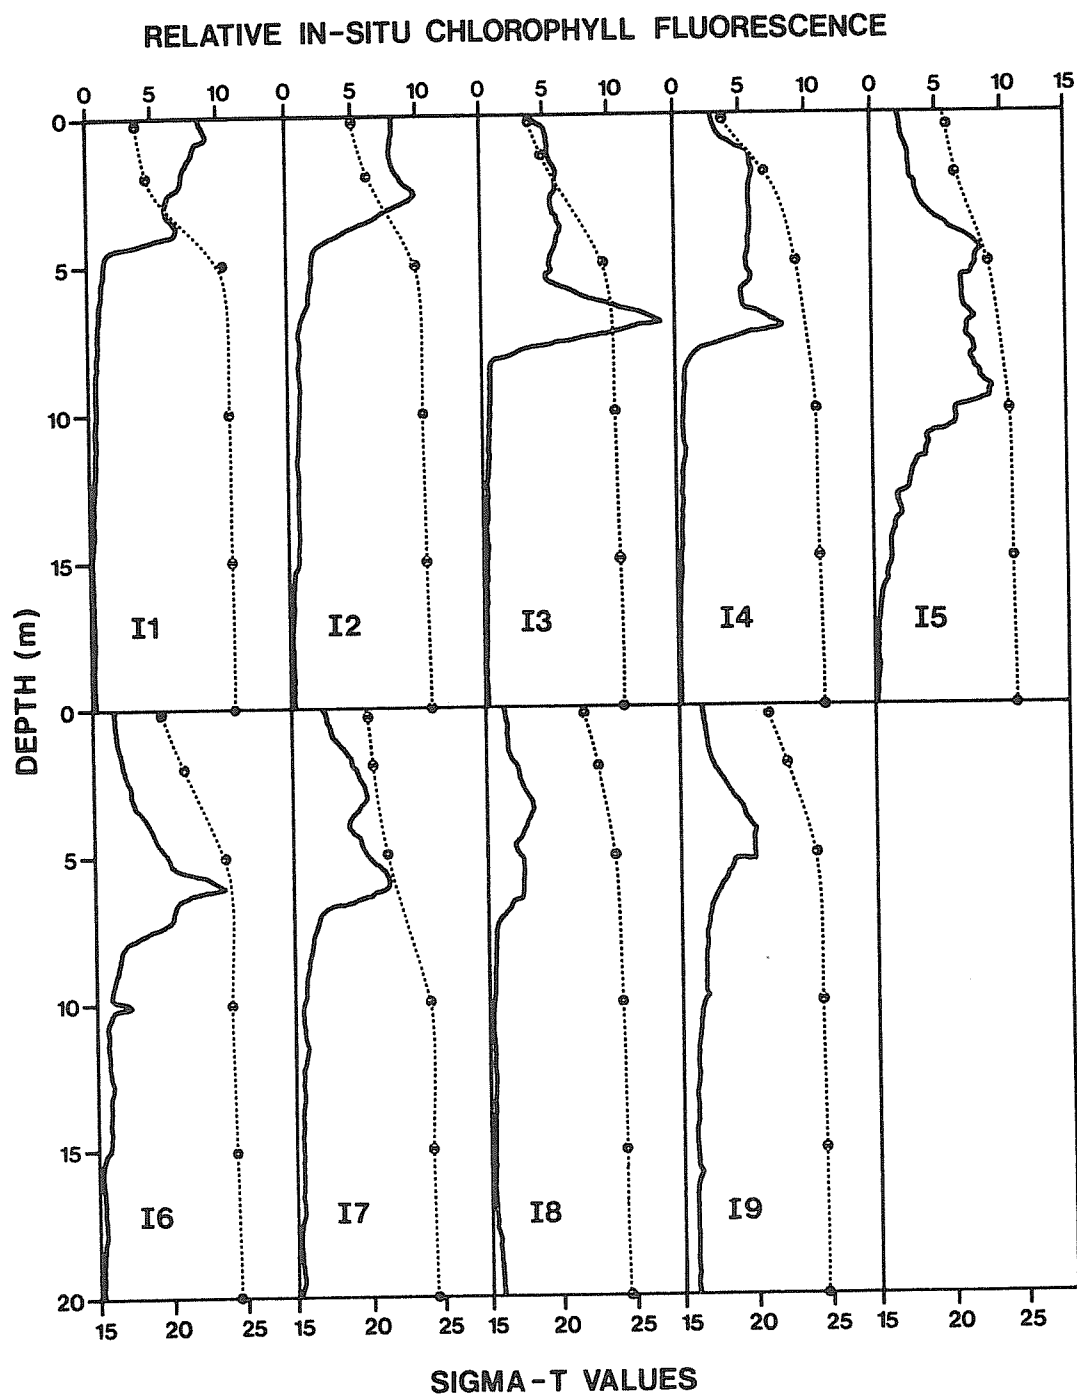 RELATIVE IN-SITU CHLOROPHYLL FLUORESCENCE
0 5 10 0 5 10 0 5 10 0 5 10 0 5 10 15
0
5
10
15
I1 I2 I3 I4 I5
DEPTH (m)
0
5
10
15
I6 I7 I8 I9
20
15 20 25 15 20 25 15 20 25 15 20 25 15 20 25
SIGMA-T VALUES